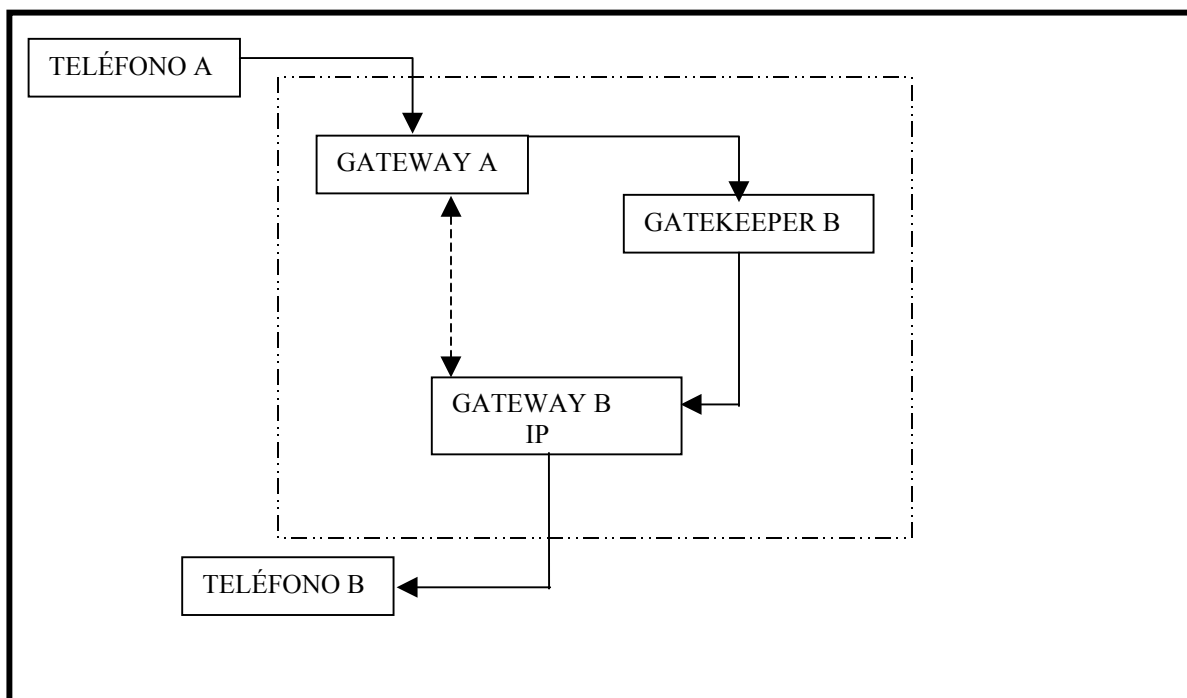 TELÉFONO A
GATEWAY A
GATEKEEPER B
GATEWAY B
IP
TELÉFONO B